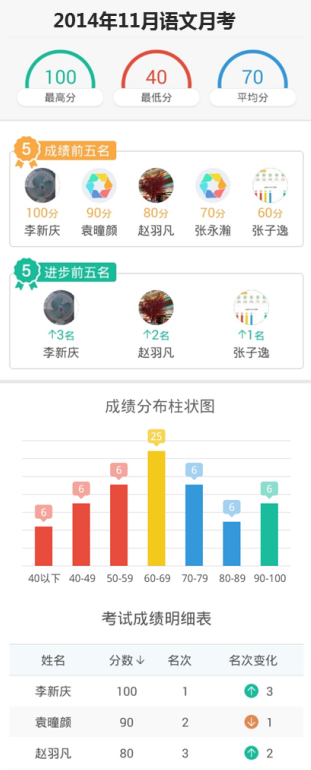 2014年11月语文月考
100 40 70
最高分 最低分 平均分
5 成绩前五名
100分 90分 80分 70分 60分
李新庆 袁曈颜 赵羽凡 张永瀚 张子逸
5 进步前五名
↑3名 ↑2名 ↑1名
李新庆 赵羽凡 张子逸
成绩分布柱状图
25
6 6 6 6 6 6
40以下 40-49 50-59 60-69 70-79 80-89 90-100
考试成绩明细表
姓名 分数↓ 名次 名次变化
李新庆 100 1 ↑ 3
袁曈颜 90 2 ↓ 1
赵羽凡 80 3 ↑ 2